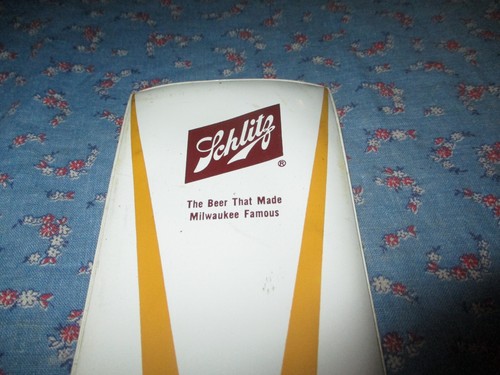 Schlitz
®
The Beer That Made
Milwaukee Famous